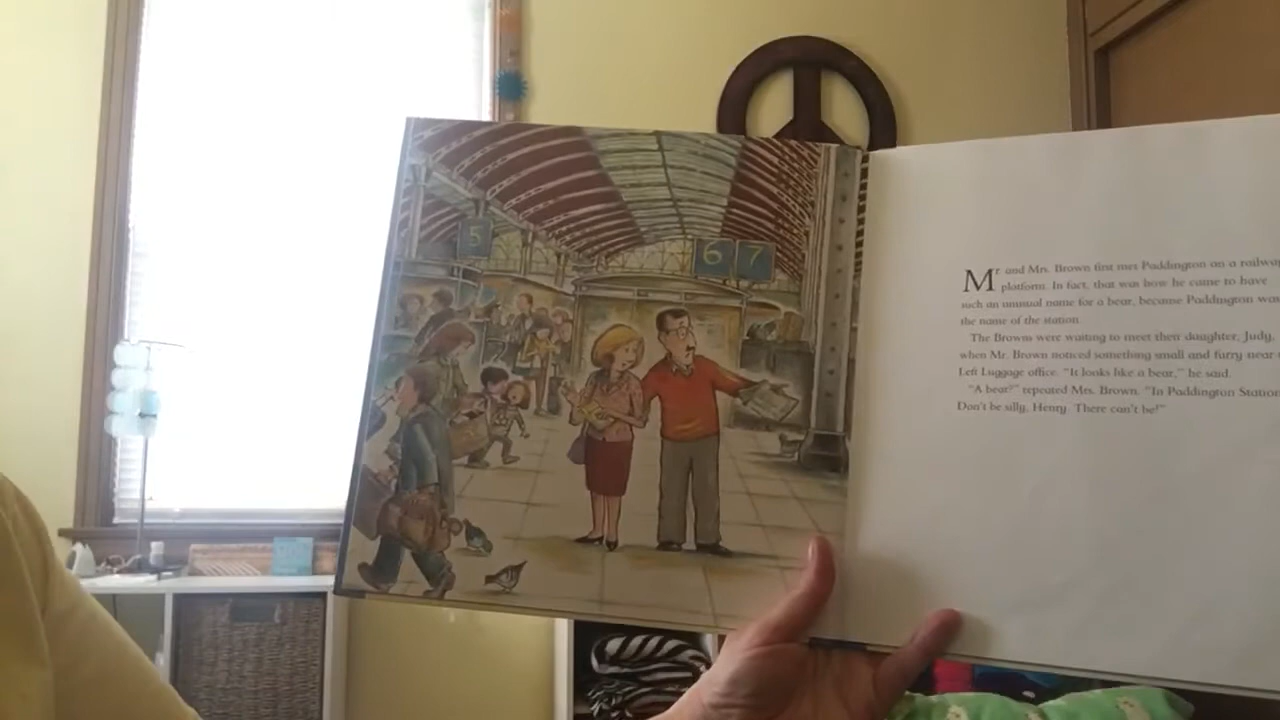 5
6 7
Mr and Mrs. Brown first met Paddington on a railway
platform. In fact, that was how he came to have
such an unusual name for a bear, because Paddington was
the name of the station.
The Browns were waiting to meet their daughter, Judy,
when Mr. Brown noticed something small and furry near
Left Luggage office. "It looks like a bear," he said.
"A bear?" repeated Mrs. Brown. "In Paddington Station
Don't be silly, Henry. There can't be!"